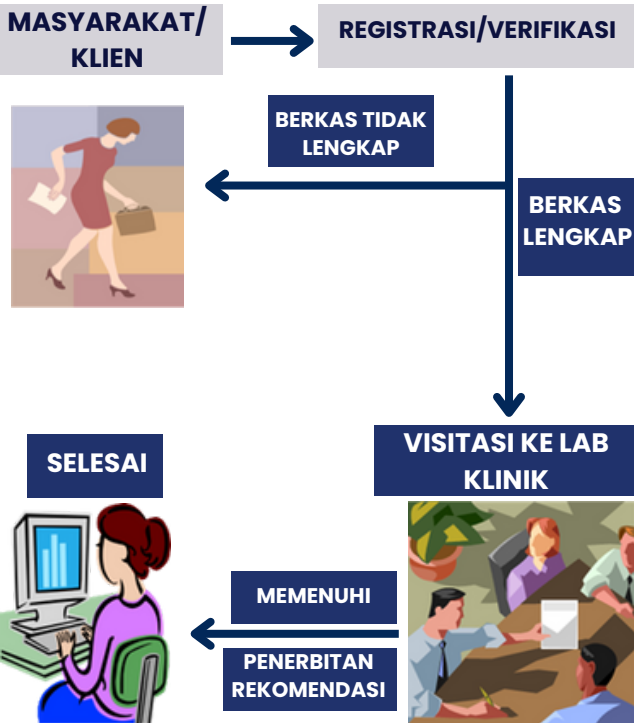 MASYARAKAT/
KLIEN
REGISTRASI/VERIFIKASI
BERKAS TIDAK
LENGKAP
BERKAS
LENGKAP
VISITASI KE LAB
KLINIK
SELESAI
MEMENUHI
PENERBITAN
REKOMENDASI